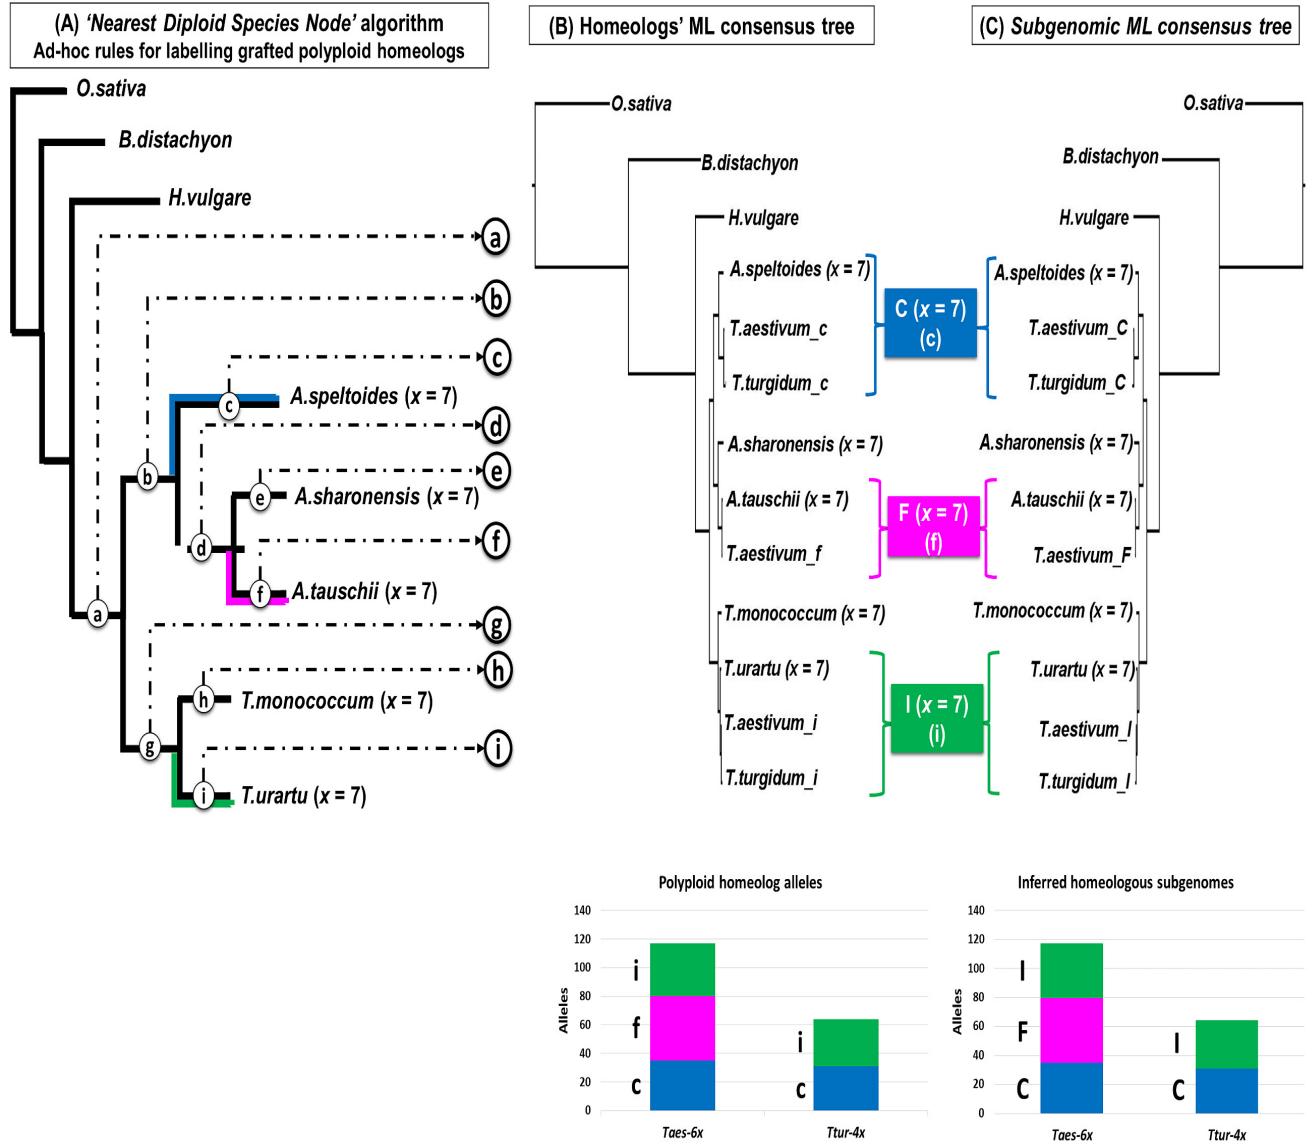 (A) ‘Nearest Diploid Species Node’ algorithm
Ad-hoc rules for labelling grafted polyploid homeologs
O.sativa
B.distachyon
H.vulgare
a
b
c
A.speltoides (x = 7)
c
d
e
b
e
A.sharonensis (x = 7)
f
d
f
A.tauschii (x = 7)
a
g
h
h
T.monococcum (x = 7)
g
i
i
T.urartu (x = 7)
(B) Homeologs’ ML consensus tree
O.sativa
B.distachyon
H.vulgare
A.speltoides (x = 7)
T.aestivum_c
T.turgidum_c
A.sharonensis (x = 7)
A.tauschii (x = 7)
T.aestivum_f
T.monococcum (x = 7)
T.urartu (x = 7)
T.aestivum_i
T.turgidum_i
C (x = 7)
(c)
F (x = 7)
(f)
I (x = 7)
(i)
(C) Subgenomic ML consensus tree
O.sativa
B.distachyon
H.vulgare
A.speltoides (x = 7)
T.aestivum_C
T.turgidum_C
A.sharonensis (x = 7)
A.tauschii (x = 7)
T.aestivum_F
T.monococcum (x = 7)
T.urartu (x = 7)
T.aestivum_I
T.turgidum_I
Polyploid homeolog alleles
140
120
100
80
60
40
20
0
Alleles
i
f
c
i
c
Taes-6x
Ttur-4x
Inferred homeologous subgenomes
140
120
100
80
60
40
20
0
Alleles
I
F
C
I
C
Taes-6x
Ttur-4x